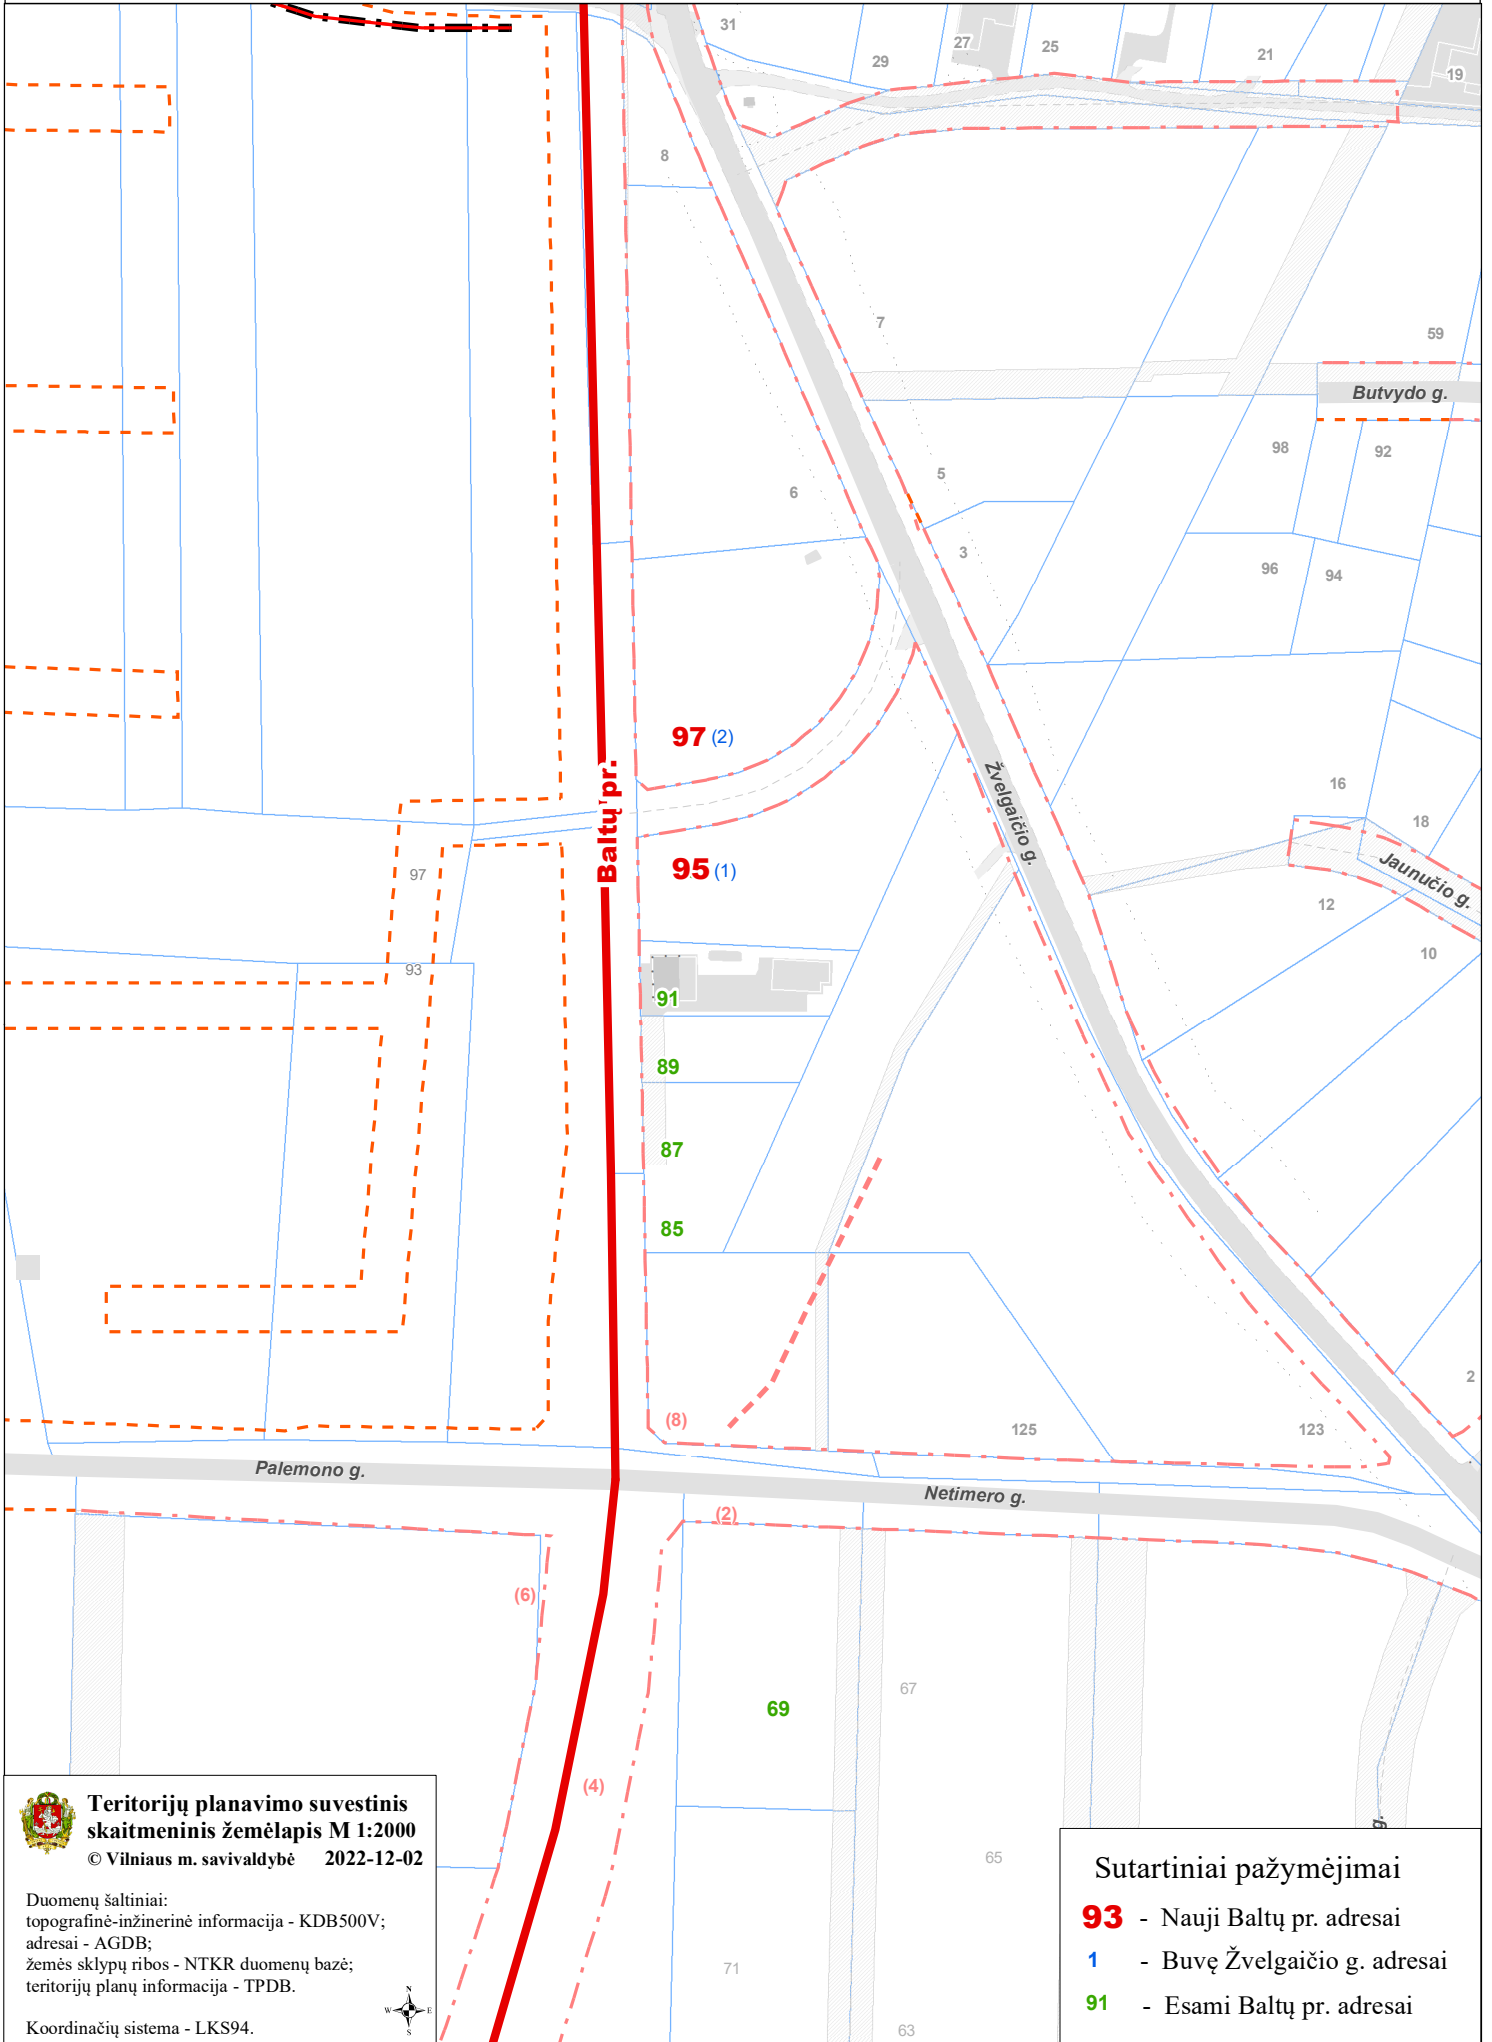 31
29
27
25
21
19
8
7
59
Butvydo g.
98
92
5
6
3
96
94
97 (2)
Žvelgaičio g.
16
18
Baltų pr.
95 (1)
Jaunučio g.
97
12
10
93
91
89
87
85
2
(8)
125
123
Palemono g.
Netimero g.
(2)
(6)
67
69
(4)
g.
65
71
63
Teritorijų planavimo suvestinis
skaitmeninis žemėlapis M 1:2000
© Vilniaus m. savivaldybė 2022-12-02
Duomenų šaltiniai:
topografinė-inžinerinė informacija - KDB500V;
adresai - AGDB;
žemės sklypų ribos - NTKR duomenų bazė;
teritorijų planų informacija - TPDB.
Koordinačių sistema - LKS94.
N
W E
S
Sutartiniai pažymėjimai
93 - Nauji Baltų pr. adresai
1 - Buvę Žvelgaičio g. adresai
91 - Esami Baltų pr. adresai